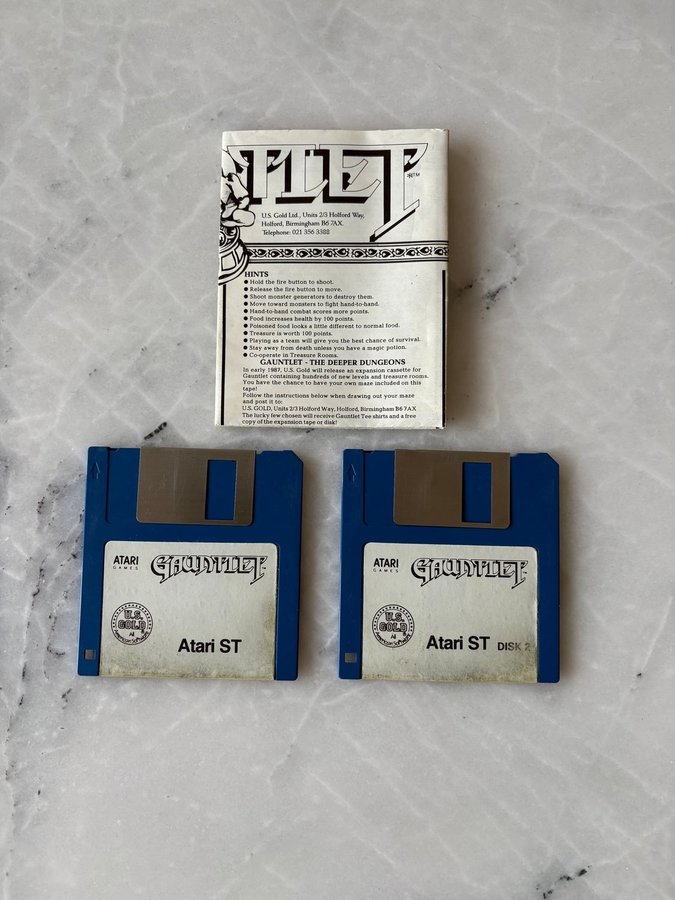 TLET
TM
U.S. Gold Ltd., Units 2/3 Holford Way,
Holford, Birmingham B6 7AX.
Telephone: 021 356 3388
HINTS
● Hold the fire button to shoot.
● Release the fire button to move.
● Shoot monster generators to destroy them.
● Move toward monsters to fight hand-to-hand.
● Hand-to-hand combat scores more points.
● Food increases health by 100 points.
● Poisoned food looks a little different to normal food.
● Treasure is worth 100 points.
● Playing as a team will give you the best chance of survival.
● Stay away from death unless you have a magic potion.
● Co-operate in Treasure Rooms.
GAUNTLET - THE DEEPER DUNGEONS
In early 1987, U.S. Gold will release an expansion cassette for
Gauntlet containing hundreds of new levels and treasure rooms.
You have the chance to have your own maze included on this
tape!
Follow the instructions below when drawing out your maze
and post it to:
U.S. GOLD, Units 2/3 Holford Way, Holford, Birmingham B6 7AX
The lucky few chosen will receive Gauntlet Tee shirts and a free
copy of the expansion tape or disk!
ATARI
GAMES
GAUNTLET
U.S.
GOLD
All
American Software
Atari ST
ATARI
GAMES
GAUNTLET
U.S.
GOLD
All
American Software
Atari ST DISK 2